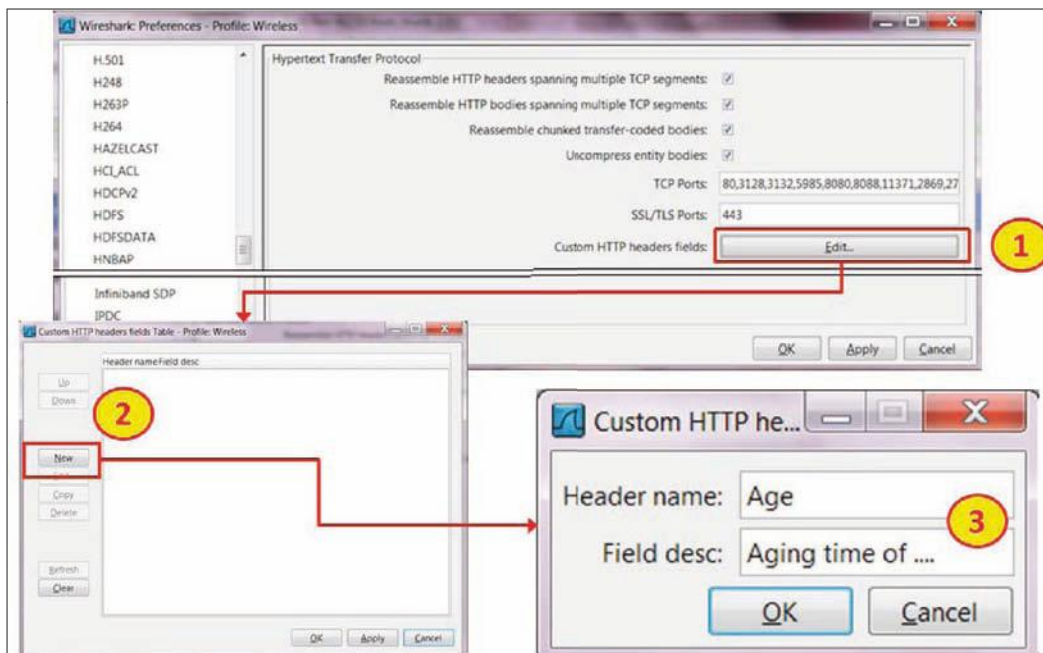 Wireshark: Preferences - Profile: Wireless
H.501
H248
H263P
H264
HAZELCAST
HCI_ACL
HDCPv2
HDFS
HDFSDATA
HNBAP
Infiniband SDP
IPDC
Hypertext Transfer Protocol
Reassemble HTTP headers spanning multiple TCP segments:
Reassemble HTTP bodies spanning multiple TCP segments:
Reassemble chunked transfer-coded bodies:
Uncompress entity bodies:
TCP Ports: 80,3128,3132,5985,8080,8088,11371,2869,27
SSL/TLS Ports: 443
Custom HTTP headers fields: Edit...
1
OK Apply Cancel
Custom HTTP headers fields Table - Profile: Wireless
Header name Field desc
Up
Down
2
New
Copy
Delete
Refresh
Clear
OK Apply Cancel
Custom HTTP he...
Header name: Age
3
Field desc: Aging time of ....
OK Cancel